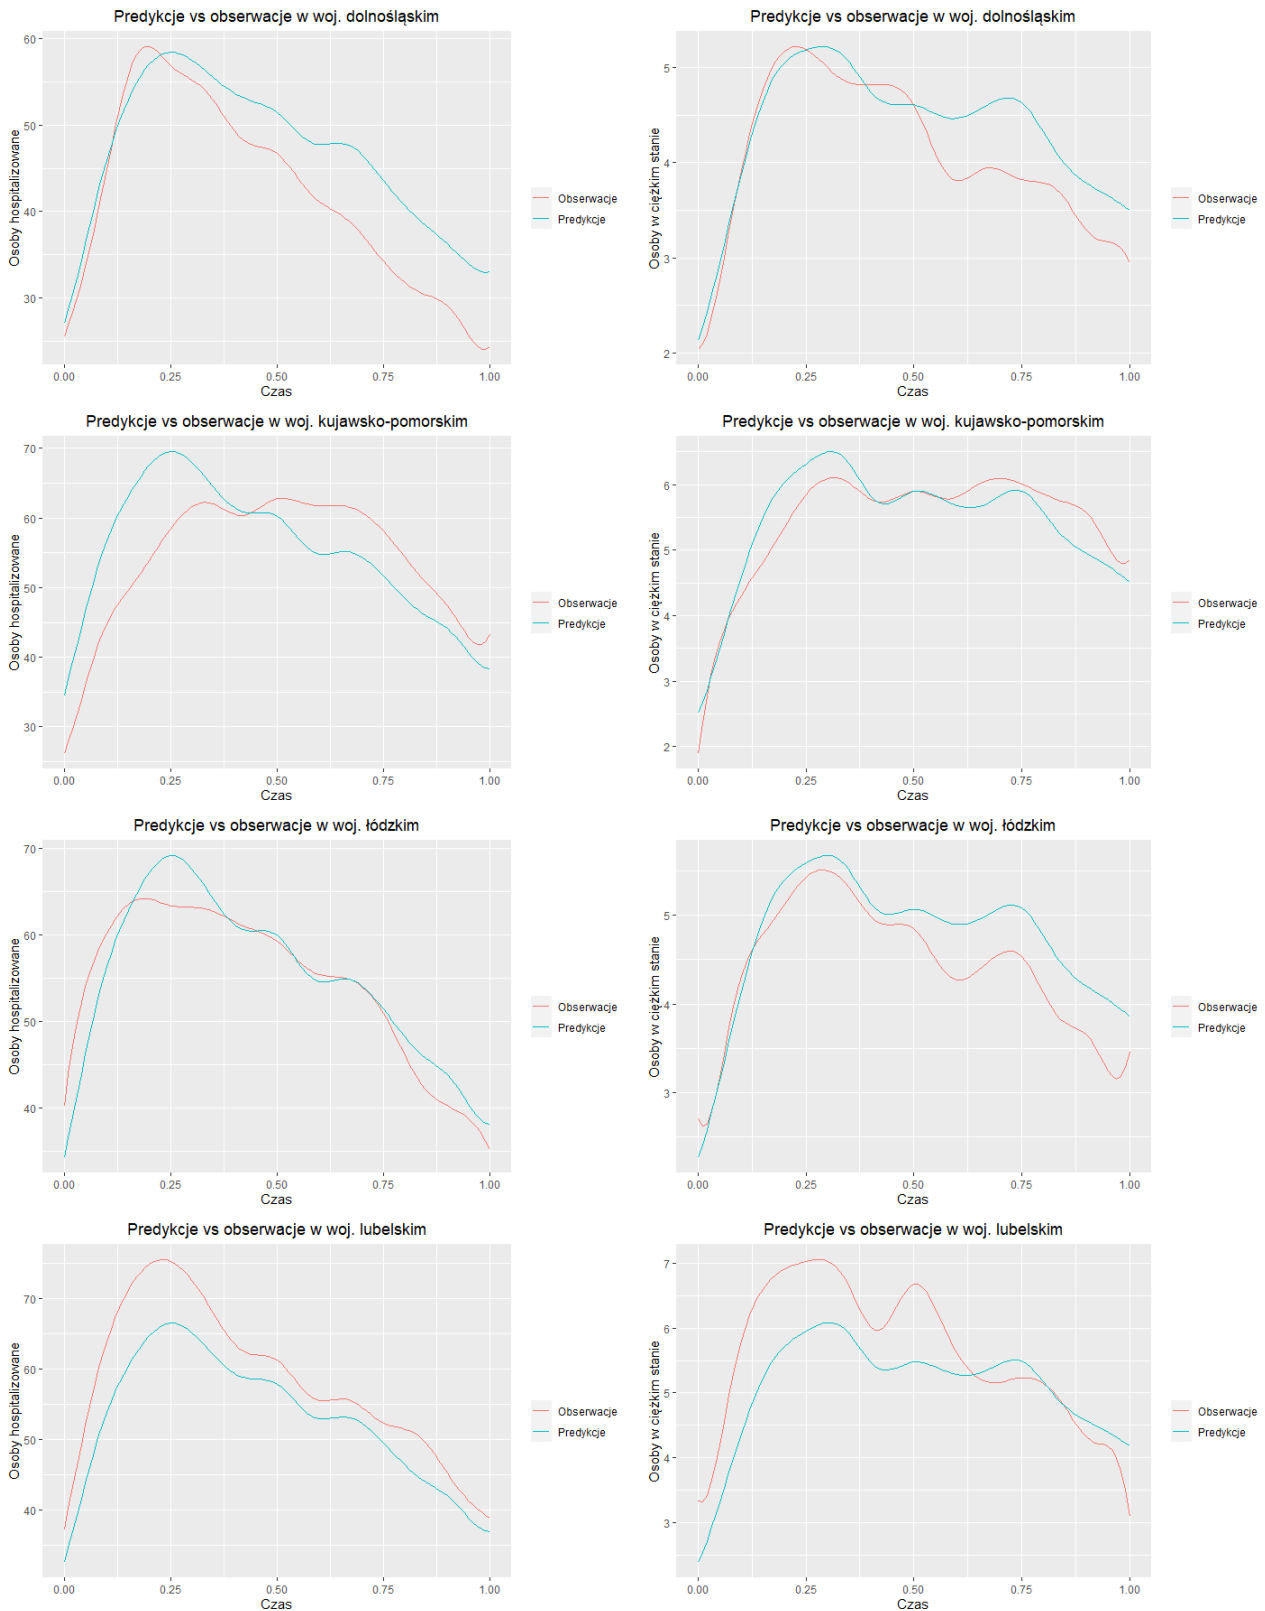 Predykcje vs obserwacje w woj. dolnośląskim
Osoby hospitalizowane
60
50
40
30
0.00 0.25 0.50 0.75 1.00
Czas
Obserwacje
Predykcje
Predykcje vs obserwacje w woj. dolnośląskim
Osoby w ciężkim stanie
5
4
3
2
0.00 0.25 0.50 0.75 1.00
Czas
Obserwacje
Predykcje
Predykcje vs obserwacje w woj. kujawsko-pomorskim
Osoby hospitalizowane
70
60
50
40
30
0.00 0.25 0.50 0.75 1.00
Czas
Obserwacje
Predykcje
Predykcje vs obserwacje w woj. kujawsko-pomorskim
Osoby w ciężkim stanie
6
5
4
3
2
0.00 0.25 0.50 0.75 1.00
Czas
Obserwacje
Predykcje
Predykcje vs obserwacje w woj. łódzkim
Osoby hospitalizowane
70
60
50
40
0.00 0.25 0.50 0.75 1.00
Czas
Obserwacje
Predykcje
Predykcje vs obserwacje w woj. łódzkim
Osoby w ciężkim stanie
5
4
3
0.00 0.25 0.50 0.75 1.00
Czas
Obserwacje
Predykcje
Predykcje vs obserwacje w woj. lubelskim
Osoby hospitalizowane
70
60
50
40
0.00 0.25 0.50 0.75 1.00
Czas
Obserwacje
Predykcje
Predykcje vs obserwacje w woj. lubelskim
Osoby w ciężkim stanie
7
6
5
4
3
0.00 0.25 0.50 0.75 1.00
Czas
Obserwacje
Predykcje